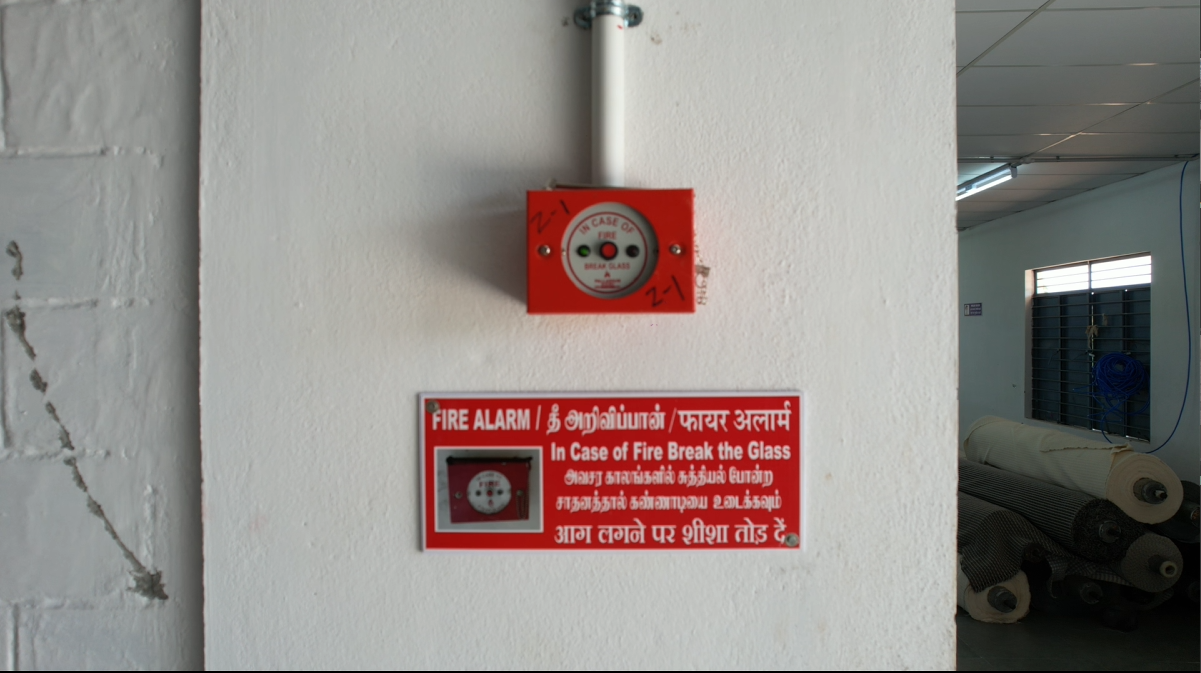 Z-1
IN CASE OF
FIRE
BREAK GLASS
Z-1
FIRE ALARM / தீ அறிவிப்பான் / फायर अलार्म
In Case of Fire Break the Glass
அவசர காலங்களில் சுத்தியல் போன்ற
சாதனத்தால் கண்ணாடியை உடைக்கவும்
आग लगने पर शीशा तोड़ दें
FIRE